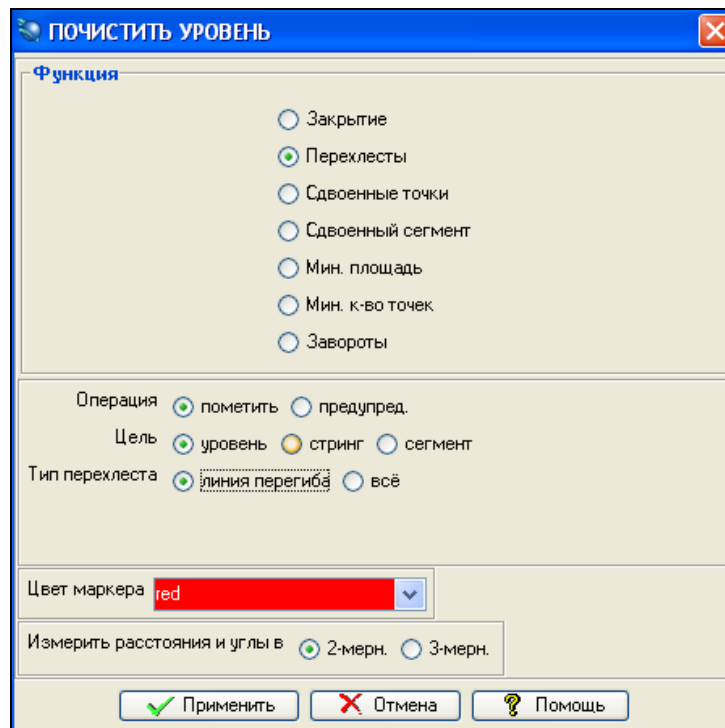 ПОЧИСТИТЬ УРОВЕНЬ
Функция
Закрытие
Перехлесты
Сдвоенные точки
Сдвоенный сегмент
Мин. площадь
Мин. к-во точек
Завороты
Операция пометить предупред.
Цель уровень стринг сегмент
Тип перехлеста линия перегиба всё
Цвет маркера red
Измерить расстояния и углы в 2-мерн. 3-мерн.
Применить Отмена Помощь